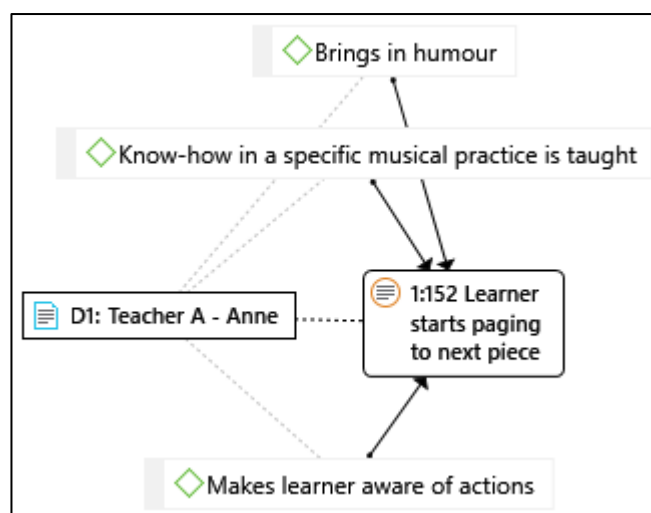 Brings in humour
Know-how in a specific musical practice is taught
D1: Teacher A - Anne
1:152 Learner
starts paging
to next piece
Makes learner aware of actions